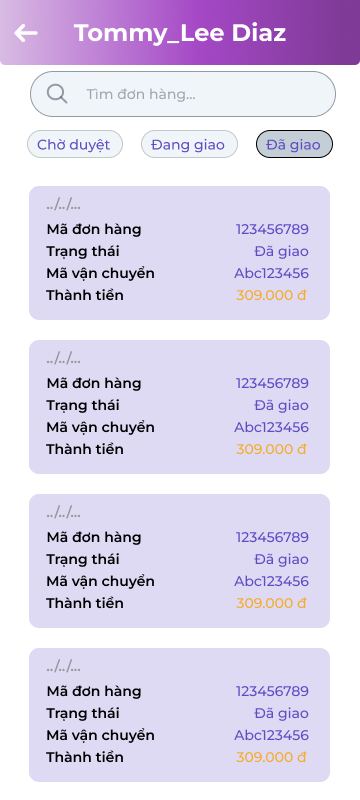 Tommy_Lee Diaz
Tìm đơn hàng...
Chờ duyệt Đang giao Đã giao
../../...
Mã đơn hàng 123456789
Trạng thái Đã giao
Mã vận chuyển Abc123456
Thành tiền 309.000 đ
../../...
Mã đơn hàng 123456789
Trạng thái Đã giao
Mã vận chuyển Abc123456
Thành tiền 309.000 đ
../../...
Mã đơn hàng 123456789
Trạng thái Đã giao
Mã vận chuyển Abc123456
Thành tiền 309.000 đ
../../...
Mã đơn hàng 123456789
Trạng thái Đã giao
Mã vận chuyển Abc123456
Thành tiền 309.000 đ